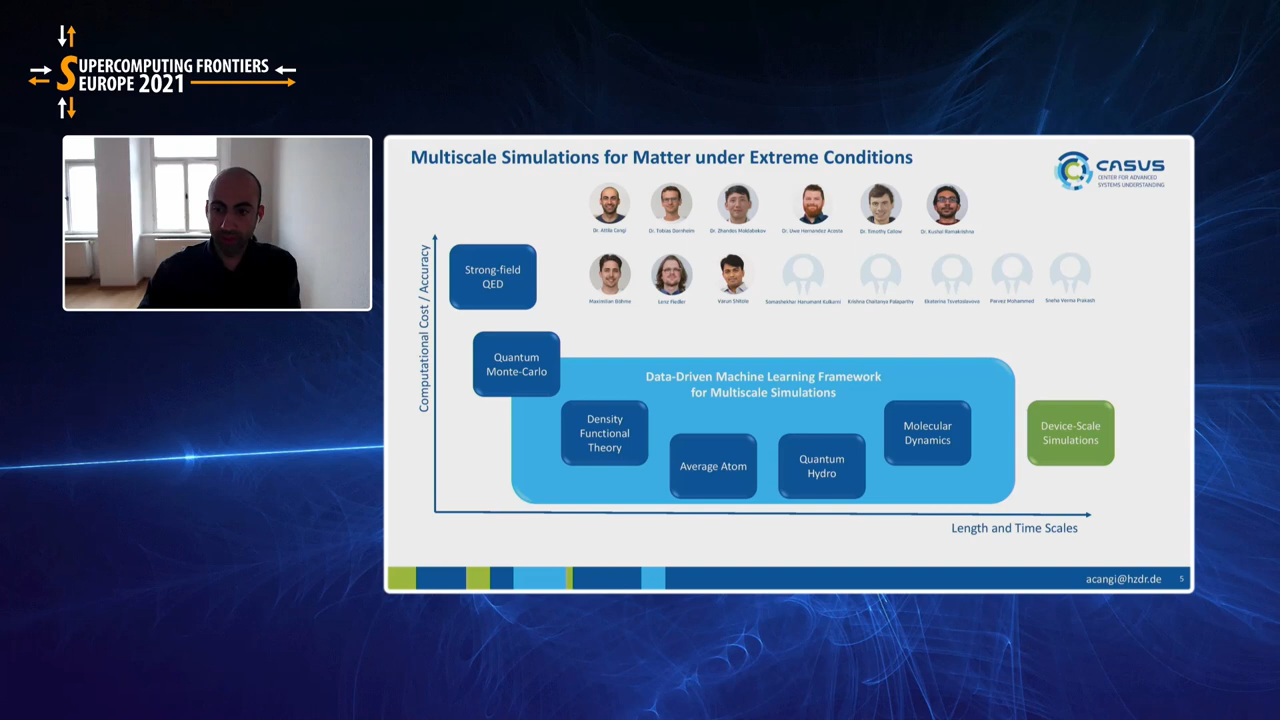 SUPERCOMPUTING FRONTIERS
EUROPE 2021
Multiscale Simulations for Matter under Extreme Conditions
CASUS
CENTER FOR ADVANCED
SYSTEMS UNDERSTANDING
Dr. Attila Cangi
Dr. Tobias Dornheim
Dr. Zhandos Moldabekov
Dr. Uwe Hernandez Acosta
Dr. Timothy Callow
Dr. Kushal Ramakrishna
Maximilian Böhme
Lenz Fiedler
Varun Shitole
Somashekhar Hanumant Kulkarni
Krishna Chaitanya Palaparthy
Ekaterina Tsvetoslavova
Parvez Mohammed
Sneha Verma Prakash
Computational Cost / Accuracy
Strong-field
QED
Quantum
Monte-Carlo
Data-Driven Machine Learning Framework
for Multiscale Simulations
Density
Functional
Theory
Average Atom
Quantum
Hydro
Molecular
Dynamics
Device-Scale
Simulations
Length and Time Scales
acangi@hzdr.de
5